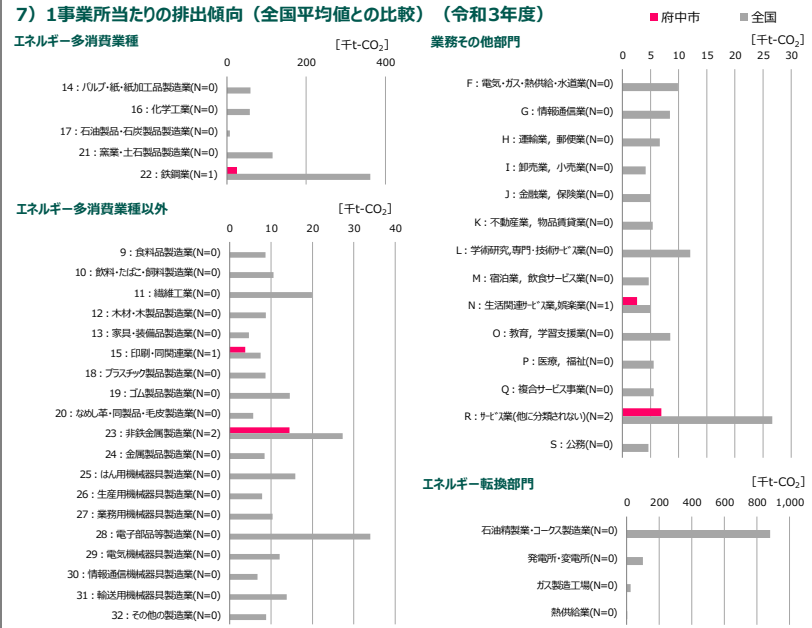 7）1事業所当たりの排出傾向（全国平均値との比較）（令和3年度）
府中市 全国
エネルギー多消費業種
[千t-CO₂]
0 200 400
14：パルプ・紙・紙加工品製造業(N=0)
16：化学工業(N=0)
17：石油製品・石炭製品製造業(N=0)
21：窯業・土石製品製造業(N=0)
22：鉄鋼業(N=1)
エネルギー多消費業種以外
[千t-CO₂]
0 10 20 30 40
9：食料品製造業(N=0)
10：飲料・たばこ・飼料製造業(N=0)
11：繊維工業(N=0)
12：木材・木製品製造業(N=0)
13：家具・装備品製造業(N=0)
15：印刷・同関連業(N=1)
18：プラスチック製品製造業(N=0)
19：ゴム製品製造業(N=0)
20：なめし革・同製品・毛皮製造業(N=0)
23：非鉄金属製造業(N=2)
24：金属製品製造業(N=0)
25：はん用機械器具製造業(N=0)
26：生産用機械器具製造業(N=0)
27：業務用機械器具製造業(N=0)
28：電子部品等製造業(N=0)
29：電気機械器具製造業(N=0)
30：情報通信機械器具製造業(N=0)
31：輸送用機械器具製造業(N=0)
32：その他の製造業(N=0)
業務その他部門
[千t-CO₂]
0 5 10 15 20 25 30
F：電気・ガス・熱供給・水道業(N=0)
G：情報通信業(N=0)
H：運輸業，郵便業(N=0)
I：卸売業，小売業(N=0)
J：金融業，保険業(N=0)
K：不動産業，物品賃貸業(N=0)
L：学術研究,専門・技術サービス業(N=0)
M：宿泊業，飲食サービス業(N=0)
N：生活関連サービス業,娯楽業(N=1)
O：教育，学習支援業(N=0)
P：医療，福祉(N=0)
Q：複合サービス事業(N=0)
R：サービス業(他に分類されない)(N=2)
S：公務(N=0)
エネルギー転換部門
[千t-CO₂]
0 200 400 600 800 1,000
石油精製業・コークス製造業(N=0)
発電所・変電所(N=0)
ガス製造工場(N=0)
熱供給業(N=0)